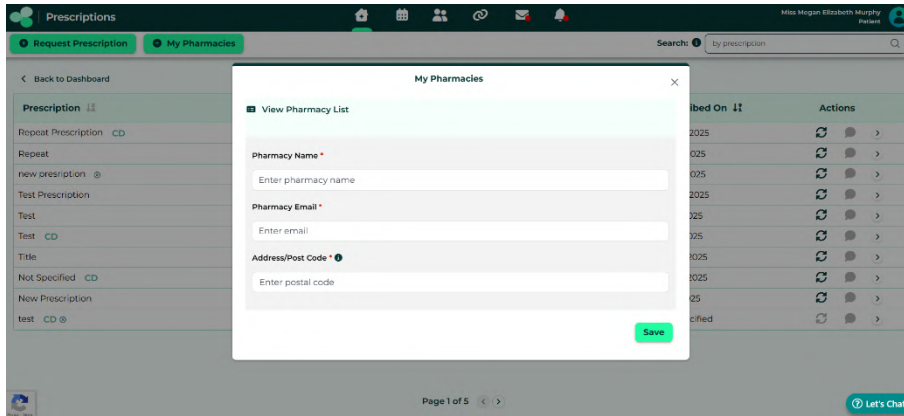 Prescriptions
Miss Megan Elizabeth Murphy
Patient
Request Prescription
My Pharmacies
Search:
by prescription
Back to Dashboard
My Pharmacies
View Pharmacy List
Pharmacy Name *
Enter pharmacy name
Pharmacy Email *
Enter email
Address/Post Code *
Enter postal code
Save
Prescription
ibed On
Actions
Repeat Prescription CD
2025
Repeat
025
new presription
025
Test Prescription
2025
Test
025
Test CD
025
Title
2025
Not Specified CD
2025
New Prescription
25
test CD
cified
Page 1 of 5
Let's Chat